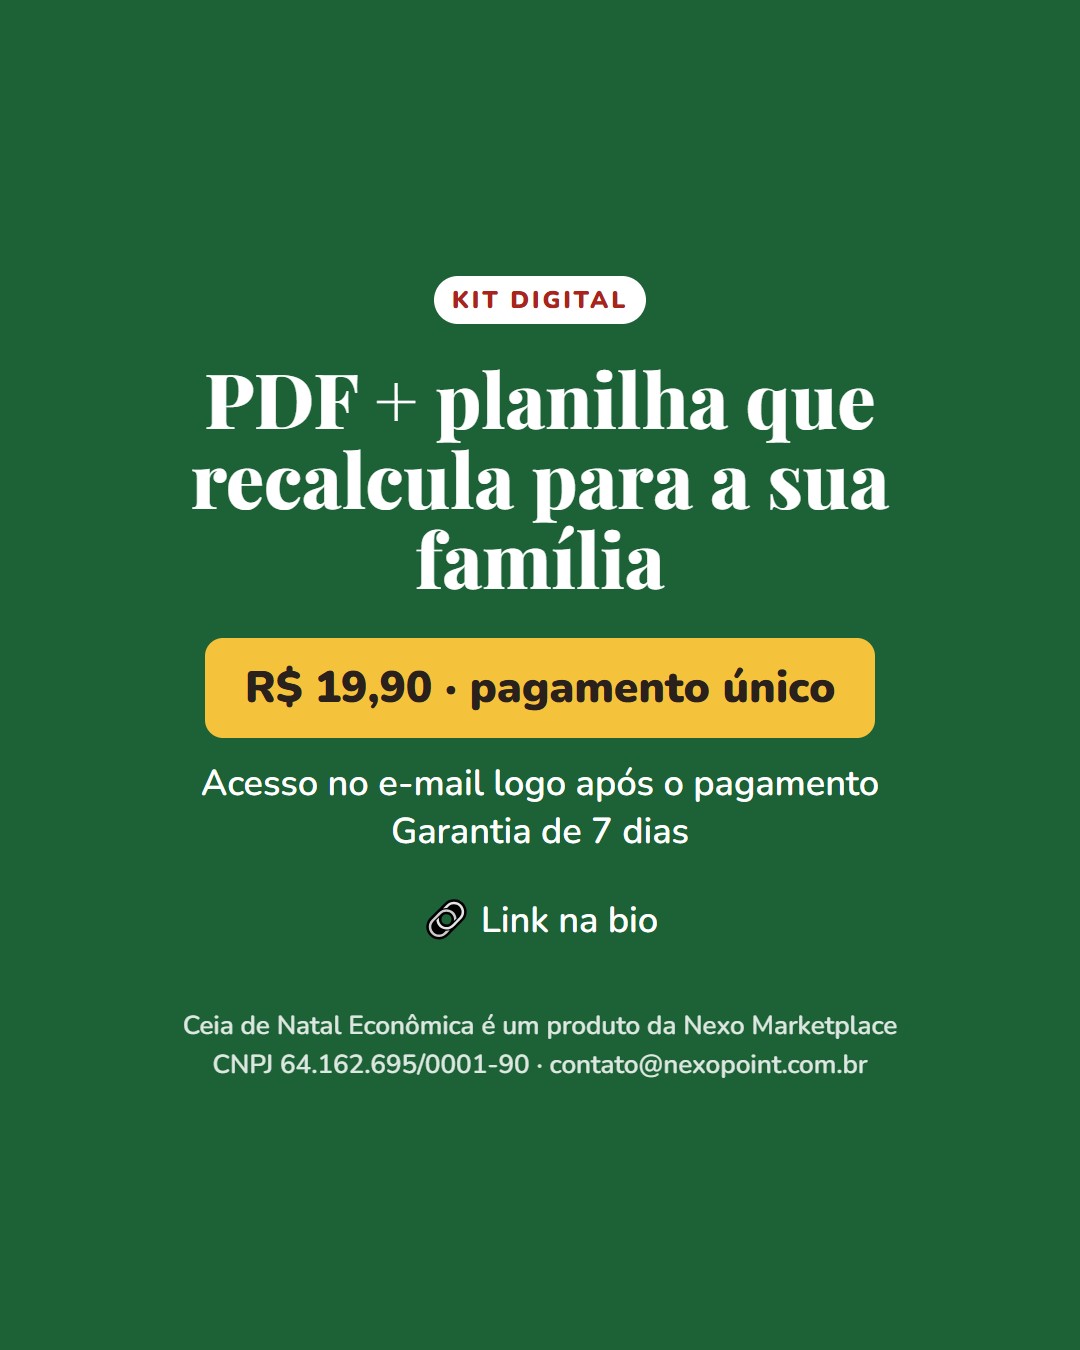 KIT DIGITAL
PDF + planilha que
recalcula para a sua
família
R$ 19,90 · pagamento único
Acesso no e-mail logo após o pagamento
Garantia de 7 dias
🔗 Link na bio
Ceia de Natal Econômica é um produto da Nexo Marketplace
CNPJ 64.162.695/0001-90 · contato@nexopoint.com.br